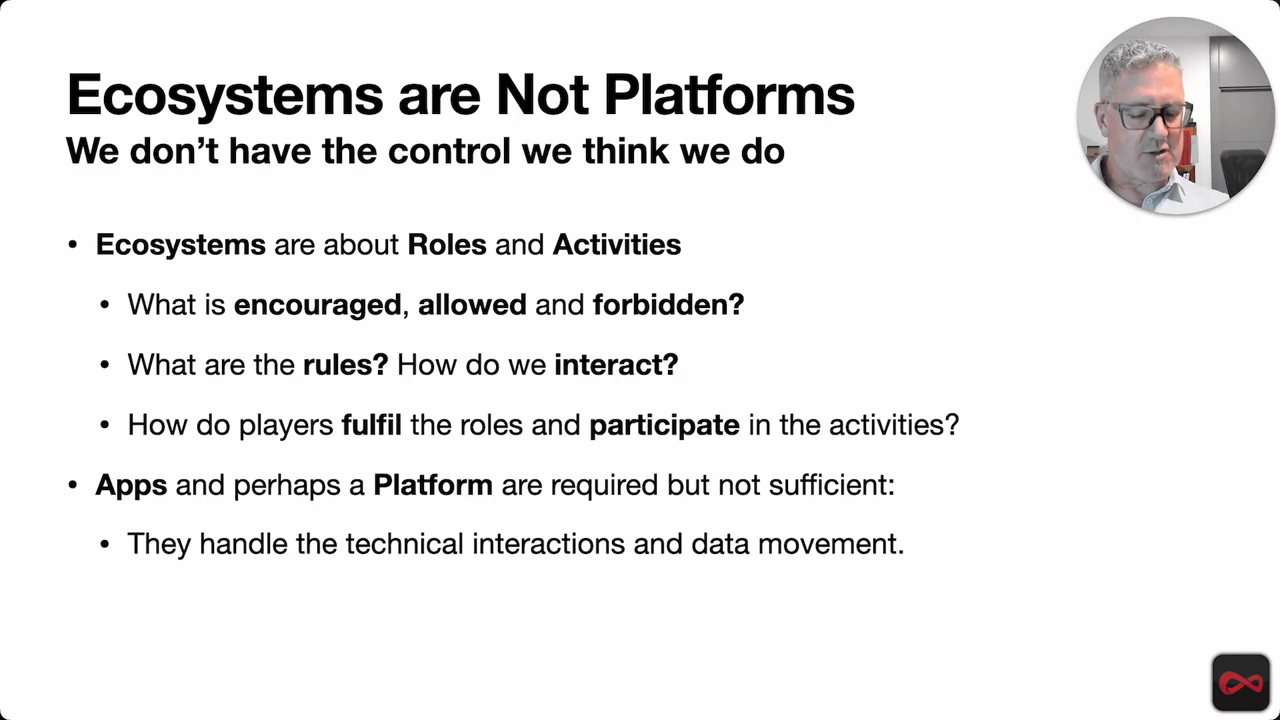 Ecosystems are Not Platforms
We don’t have the control we think we do
• Ecosystems are about Roles and Activities
• What is encouraged, allowed and forbidden?
• What are the rules? How do we interact?
• How do players fulfil the roles and participate in the activities?
• Apps and perhaps a Platform are required but not sufficient:
• They handle the technical interactions and data movement.